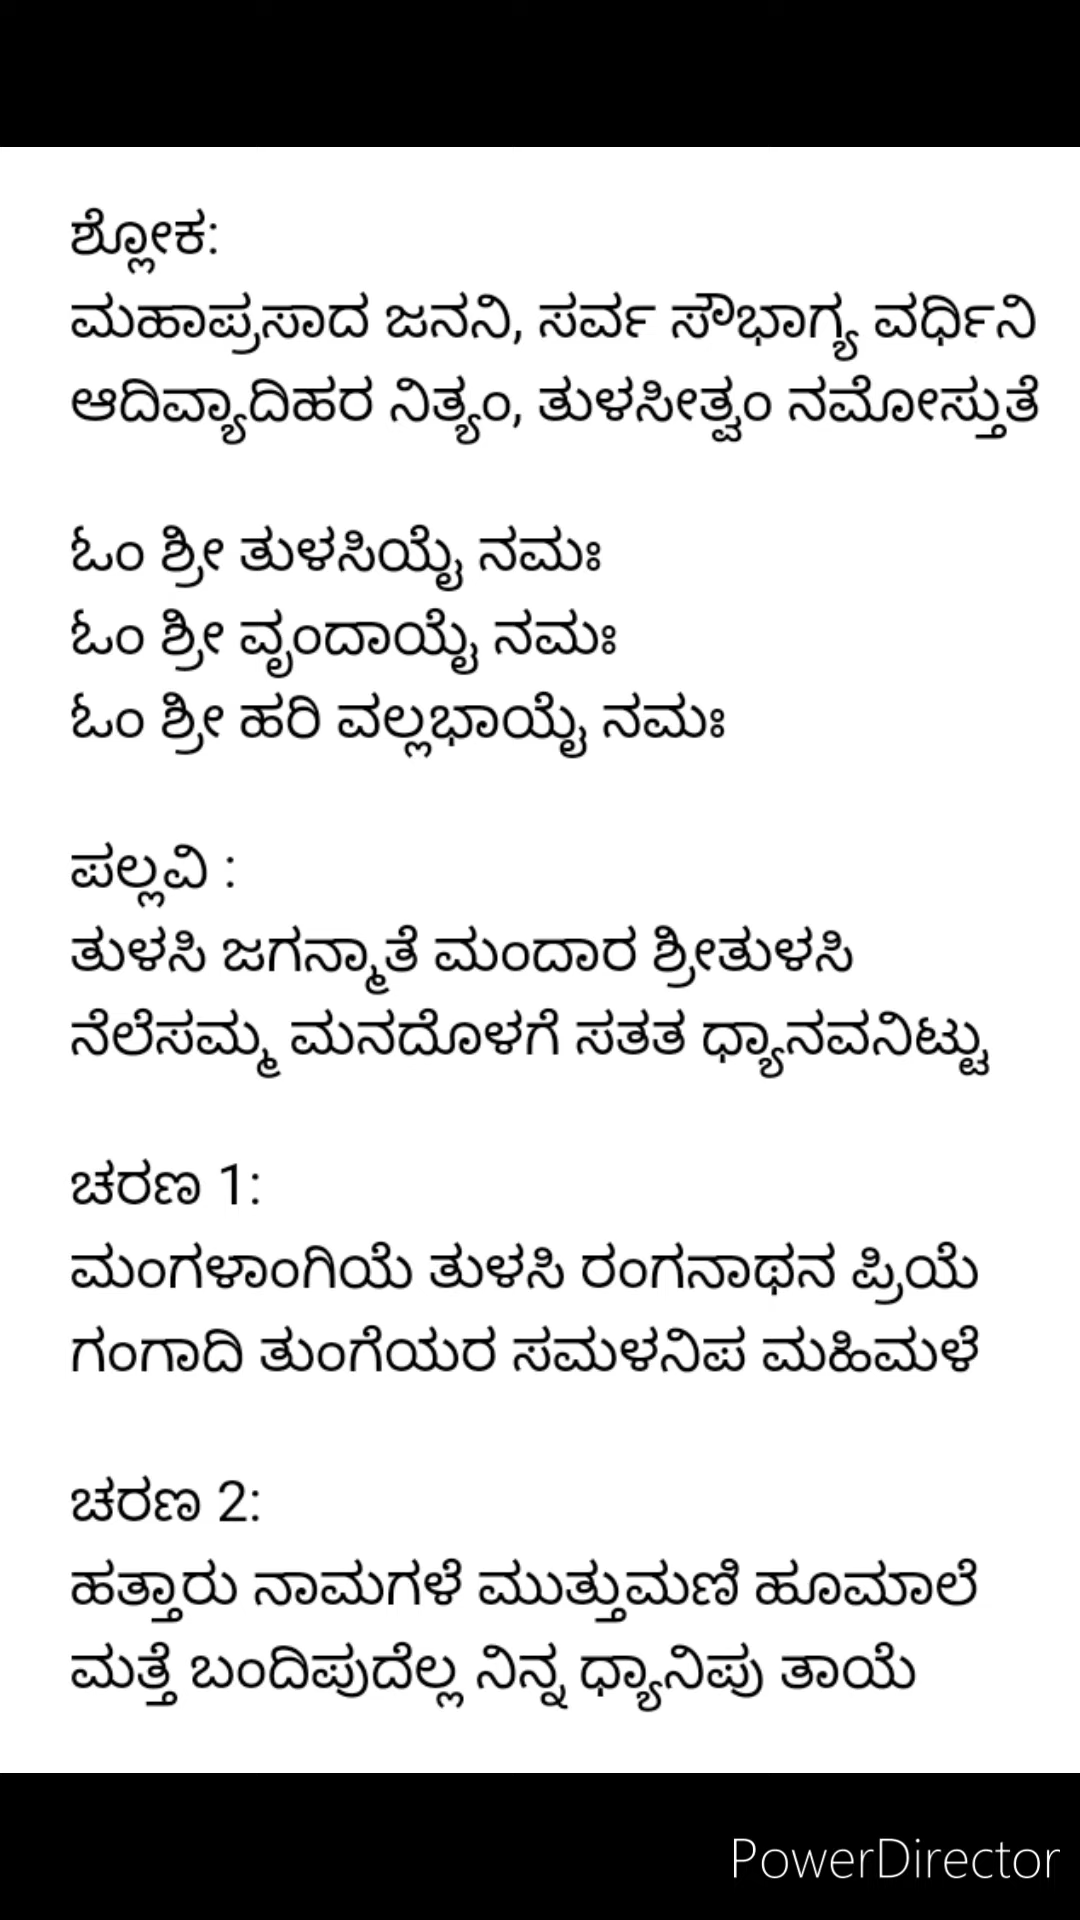 ಶ್ಲೋಕ:
ಮಹಾಪ್ರಸಾದ ಜನನಿ, ಸರ್ವ ಸೌಭಾಗ್ಯ ವರ್ಧಿನಿ
ಆದಿವ್ಯಾದಿಹರ ನಿತ್ಯಂ, ತುಳಸೀತ್ವಂ ನಮೋಸ್ತುತೆ
ಓಂ ಶ್ರೀ ತುಳಸಿಯೈ ನಮಃ
ಓಂ ಶ್ರೀ ವೃಂದಾಯೈ ನಮಃ
ಓಂ ಶ್ರೀ ಹರಿ ವಲ್ಲಭಾಯೈ ನಮಃ
ಪಲ್ಲವಿ :
ತುಳಸಿ ಜಗನ್ಮಾತೆ ಮಂದಾರ ಶ್ರೀತುಳಸಿ
ನೆಲೆಸಮ್ಮ ಮನದೊಳಗೆ ಸತತ ಧ್ಯಾನವನಿಟ್ಟು
ಚರಣ 1:
ಮಂಗಳಾಂಗಿಯೆ ತುಳಸಿ ರಂಗನಾಥನ ಪ್ರಿಯೆ
ಗಂಗಾದಿ ತುಂಗೆಯರ ಸಮಳನಿಪ ಮಹಿಮಳೆ
ಚರಣ 2:
ಹತ್ತಾರು ನಾಮಗಳೆ ಮುತ್ತುಮಣಿ ಹೂಮಾಲೆ
ಮತ್ತೆ ಬಂದಿಪುದೆಲ್ಲ ನಿನ್ನ ಧ್ಯಾನಿಪು ತಾಯೆ
PowerDirector